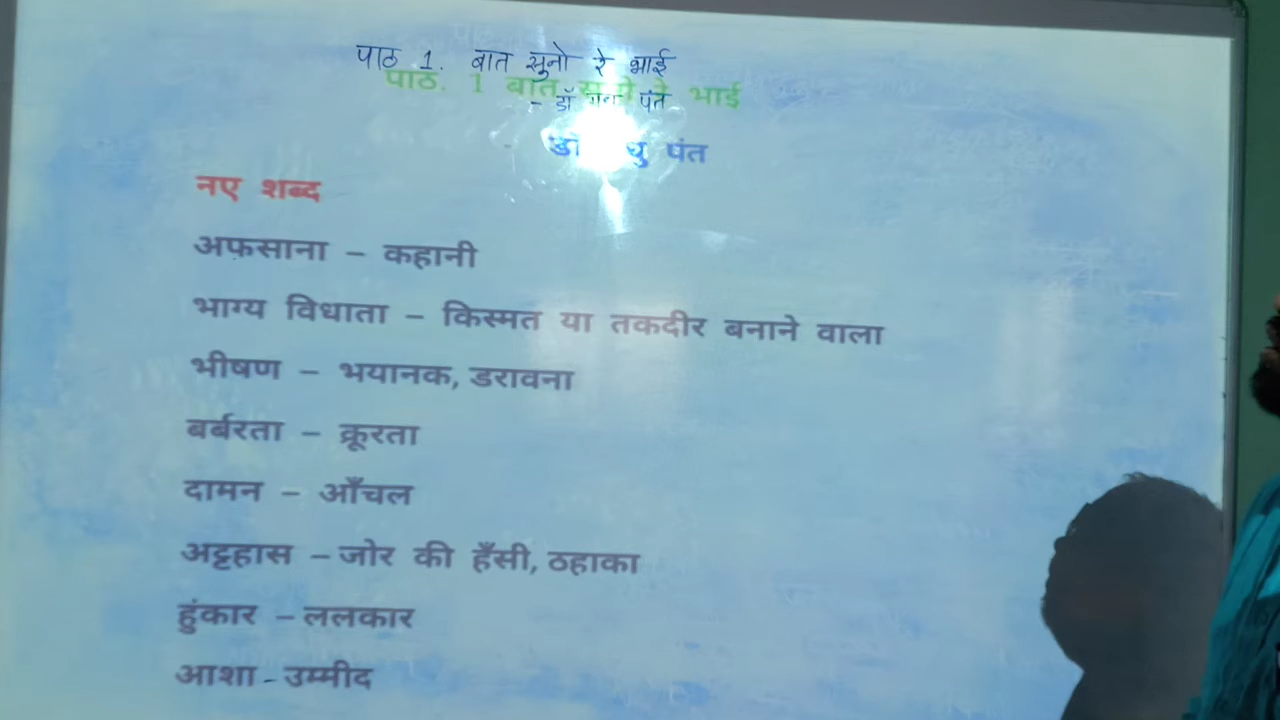 पाठ 1. बात सुनो रे भाई
पाठ. 1 बात रे भाई
- डॉ पंत
पंत
नए शब्द
अफ़साना – कहानी
भाग्य विधाता – किस्मत या तकदीर बनाने वाला
भीषण – भयानक, डरावना
बर्बरता – क्रूरता
दामन – आँचल
अट्टहास – जोर की हँसी, ठहाका
हुंकार – ललकार
आशा - उम्मीद